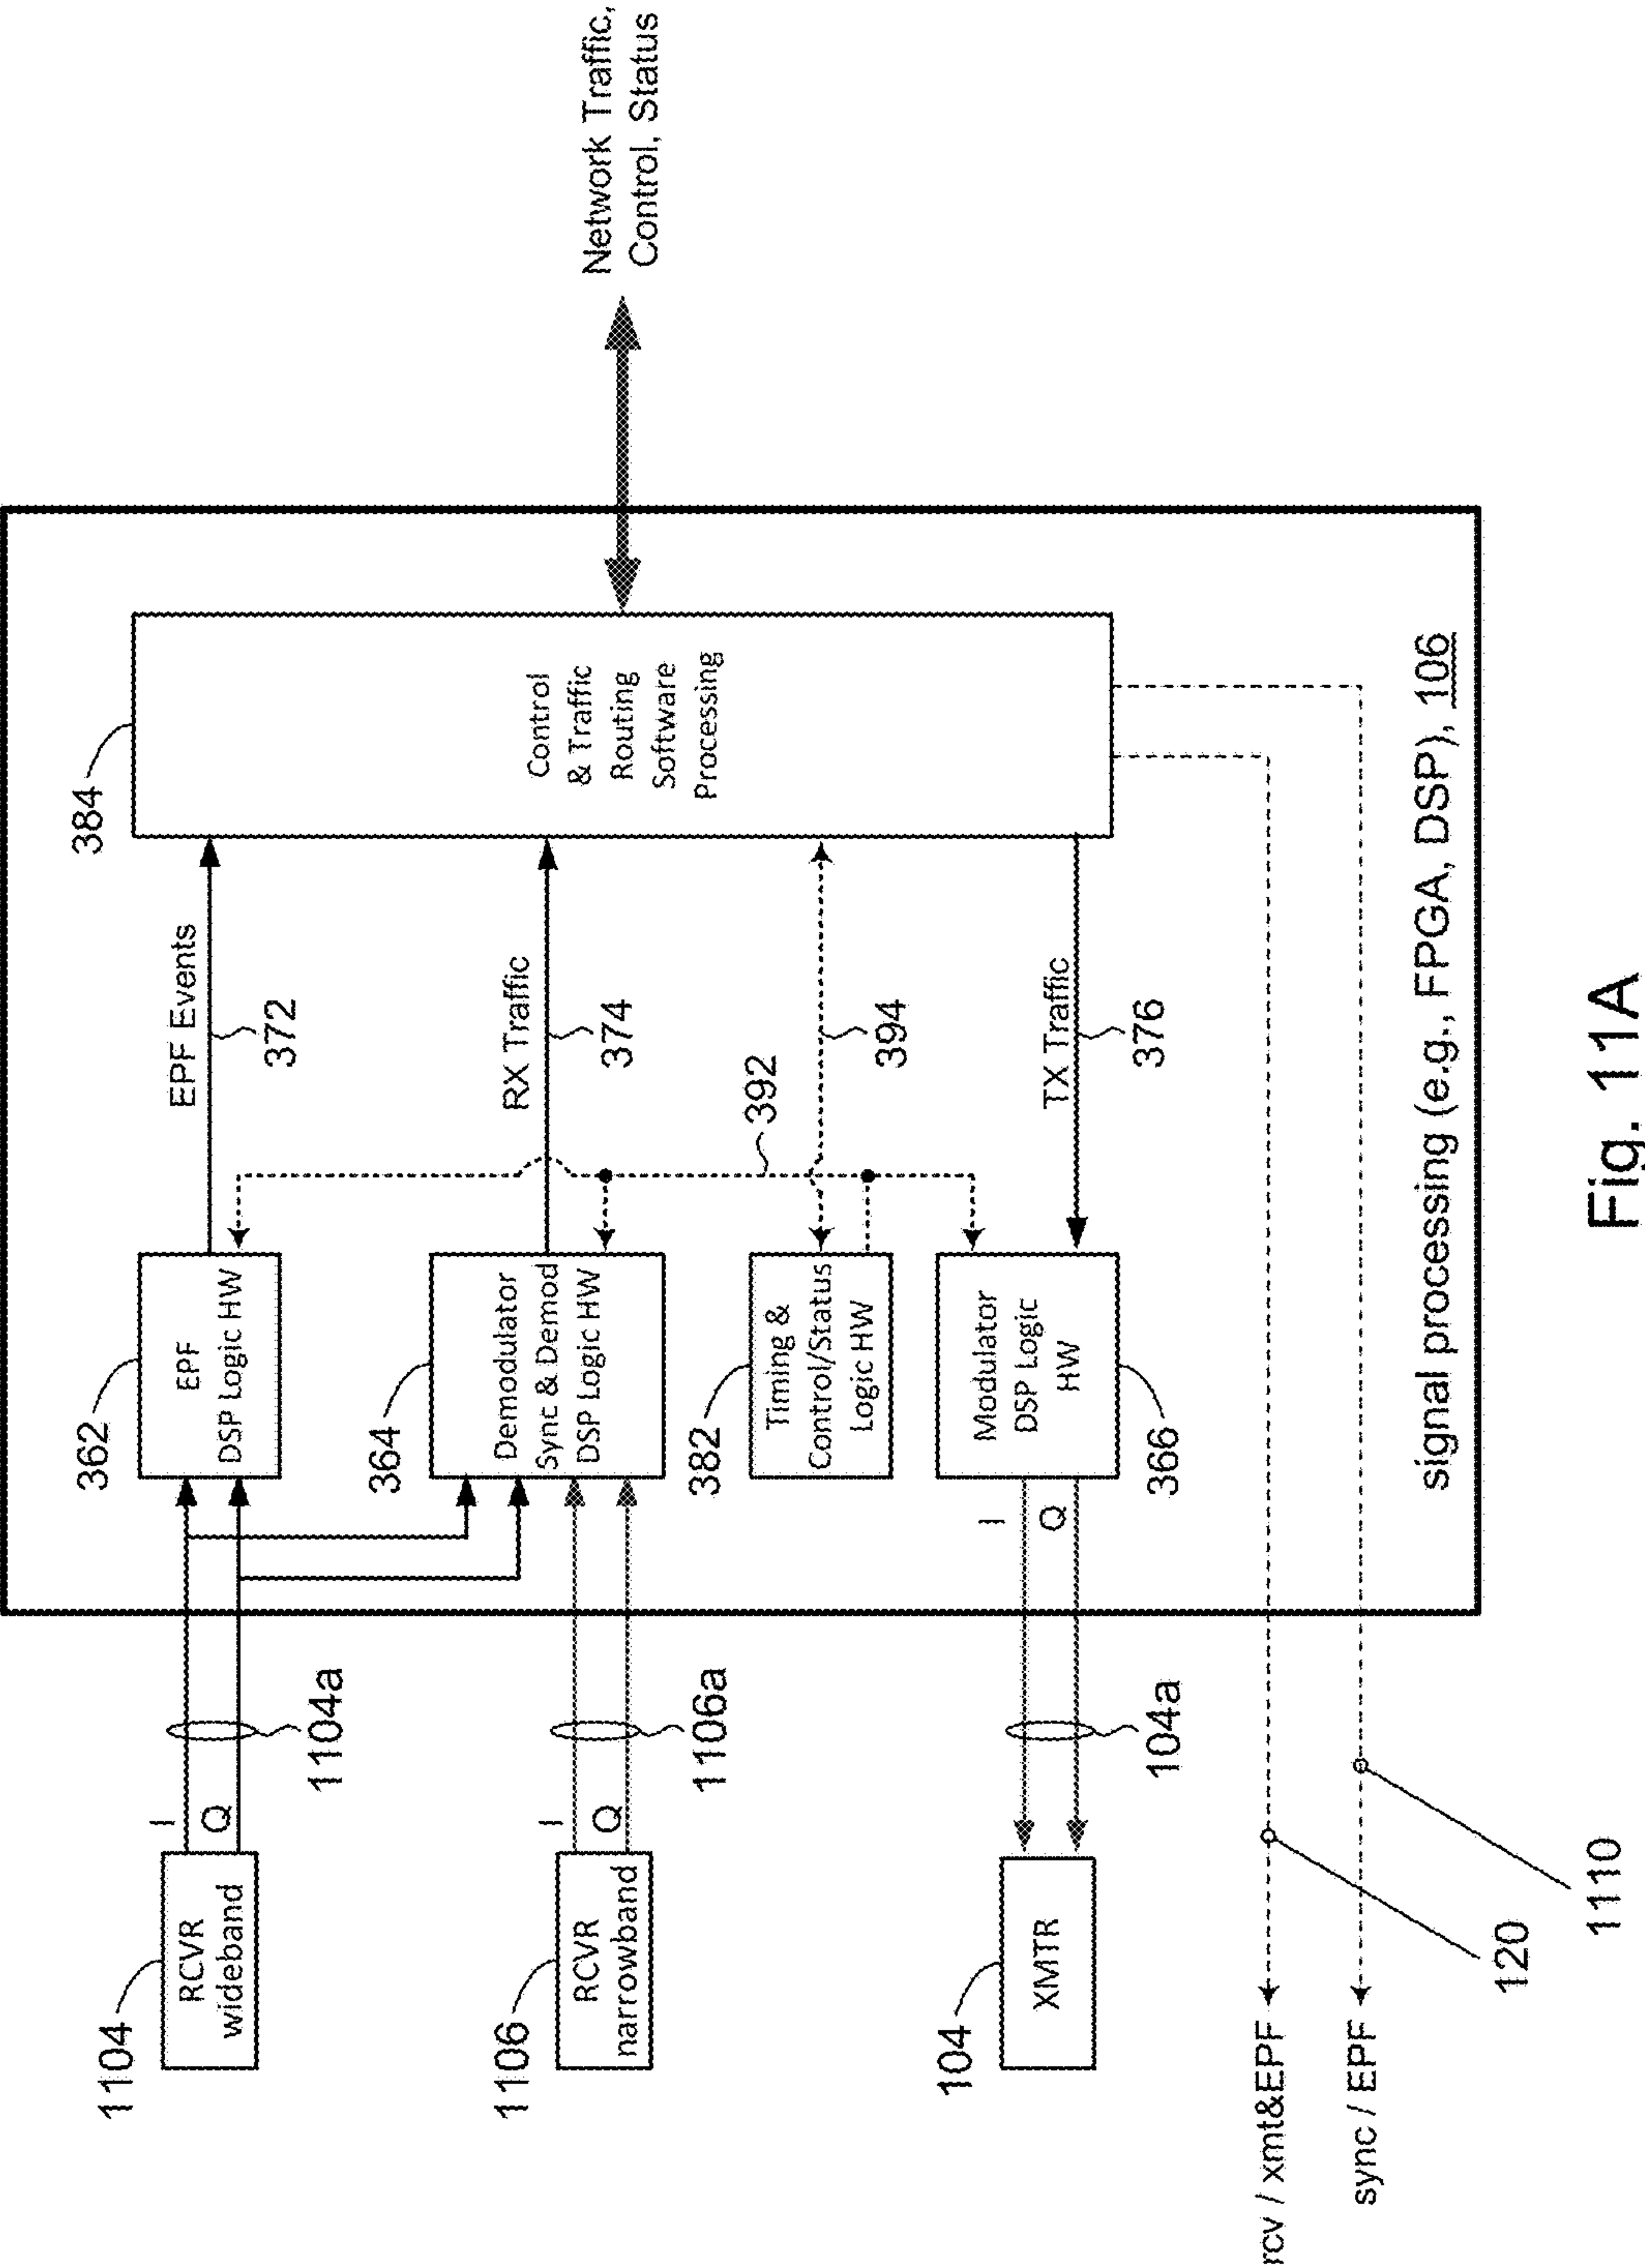 1104
RCVR
wideband
I
Q
1104a
1106
RCVR
narrowband
I
Q
1106a
104
XMTR
104a
I
Q
rcv / xmt&EPF
sync / EPF
120
1110
362
EPF
DSP Logic HW
364
Demodulator
Sync & Demod
DSP Logic HW
382
Timing &
Control/Status
Logic HW
Modulator
DSP Logic
HW
366
EPF Events
372
RX Traffic
374
392
394
TX Traffic
376
384
Control
& Traffic
Routing
Software
Processing
Network Traffic,
Control, Status
signal processing (e.g., FPGA, DSP), 106
Fig. 11A